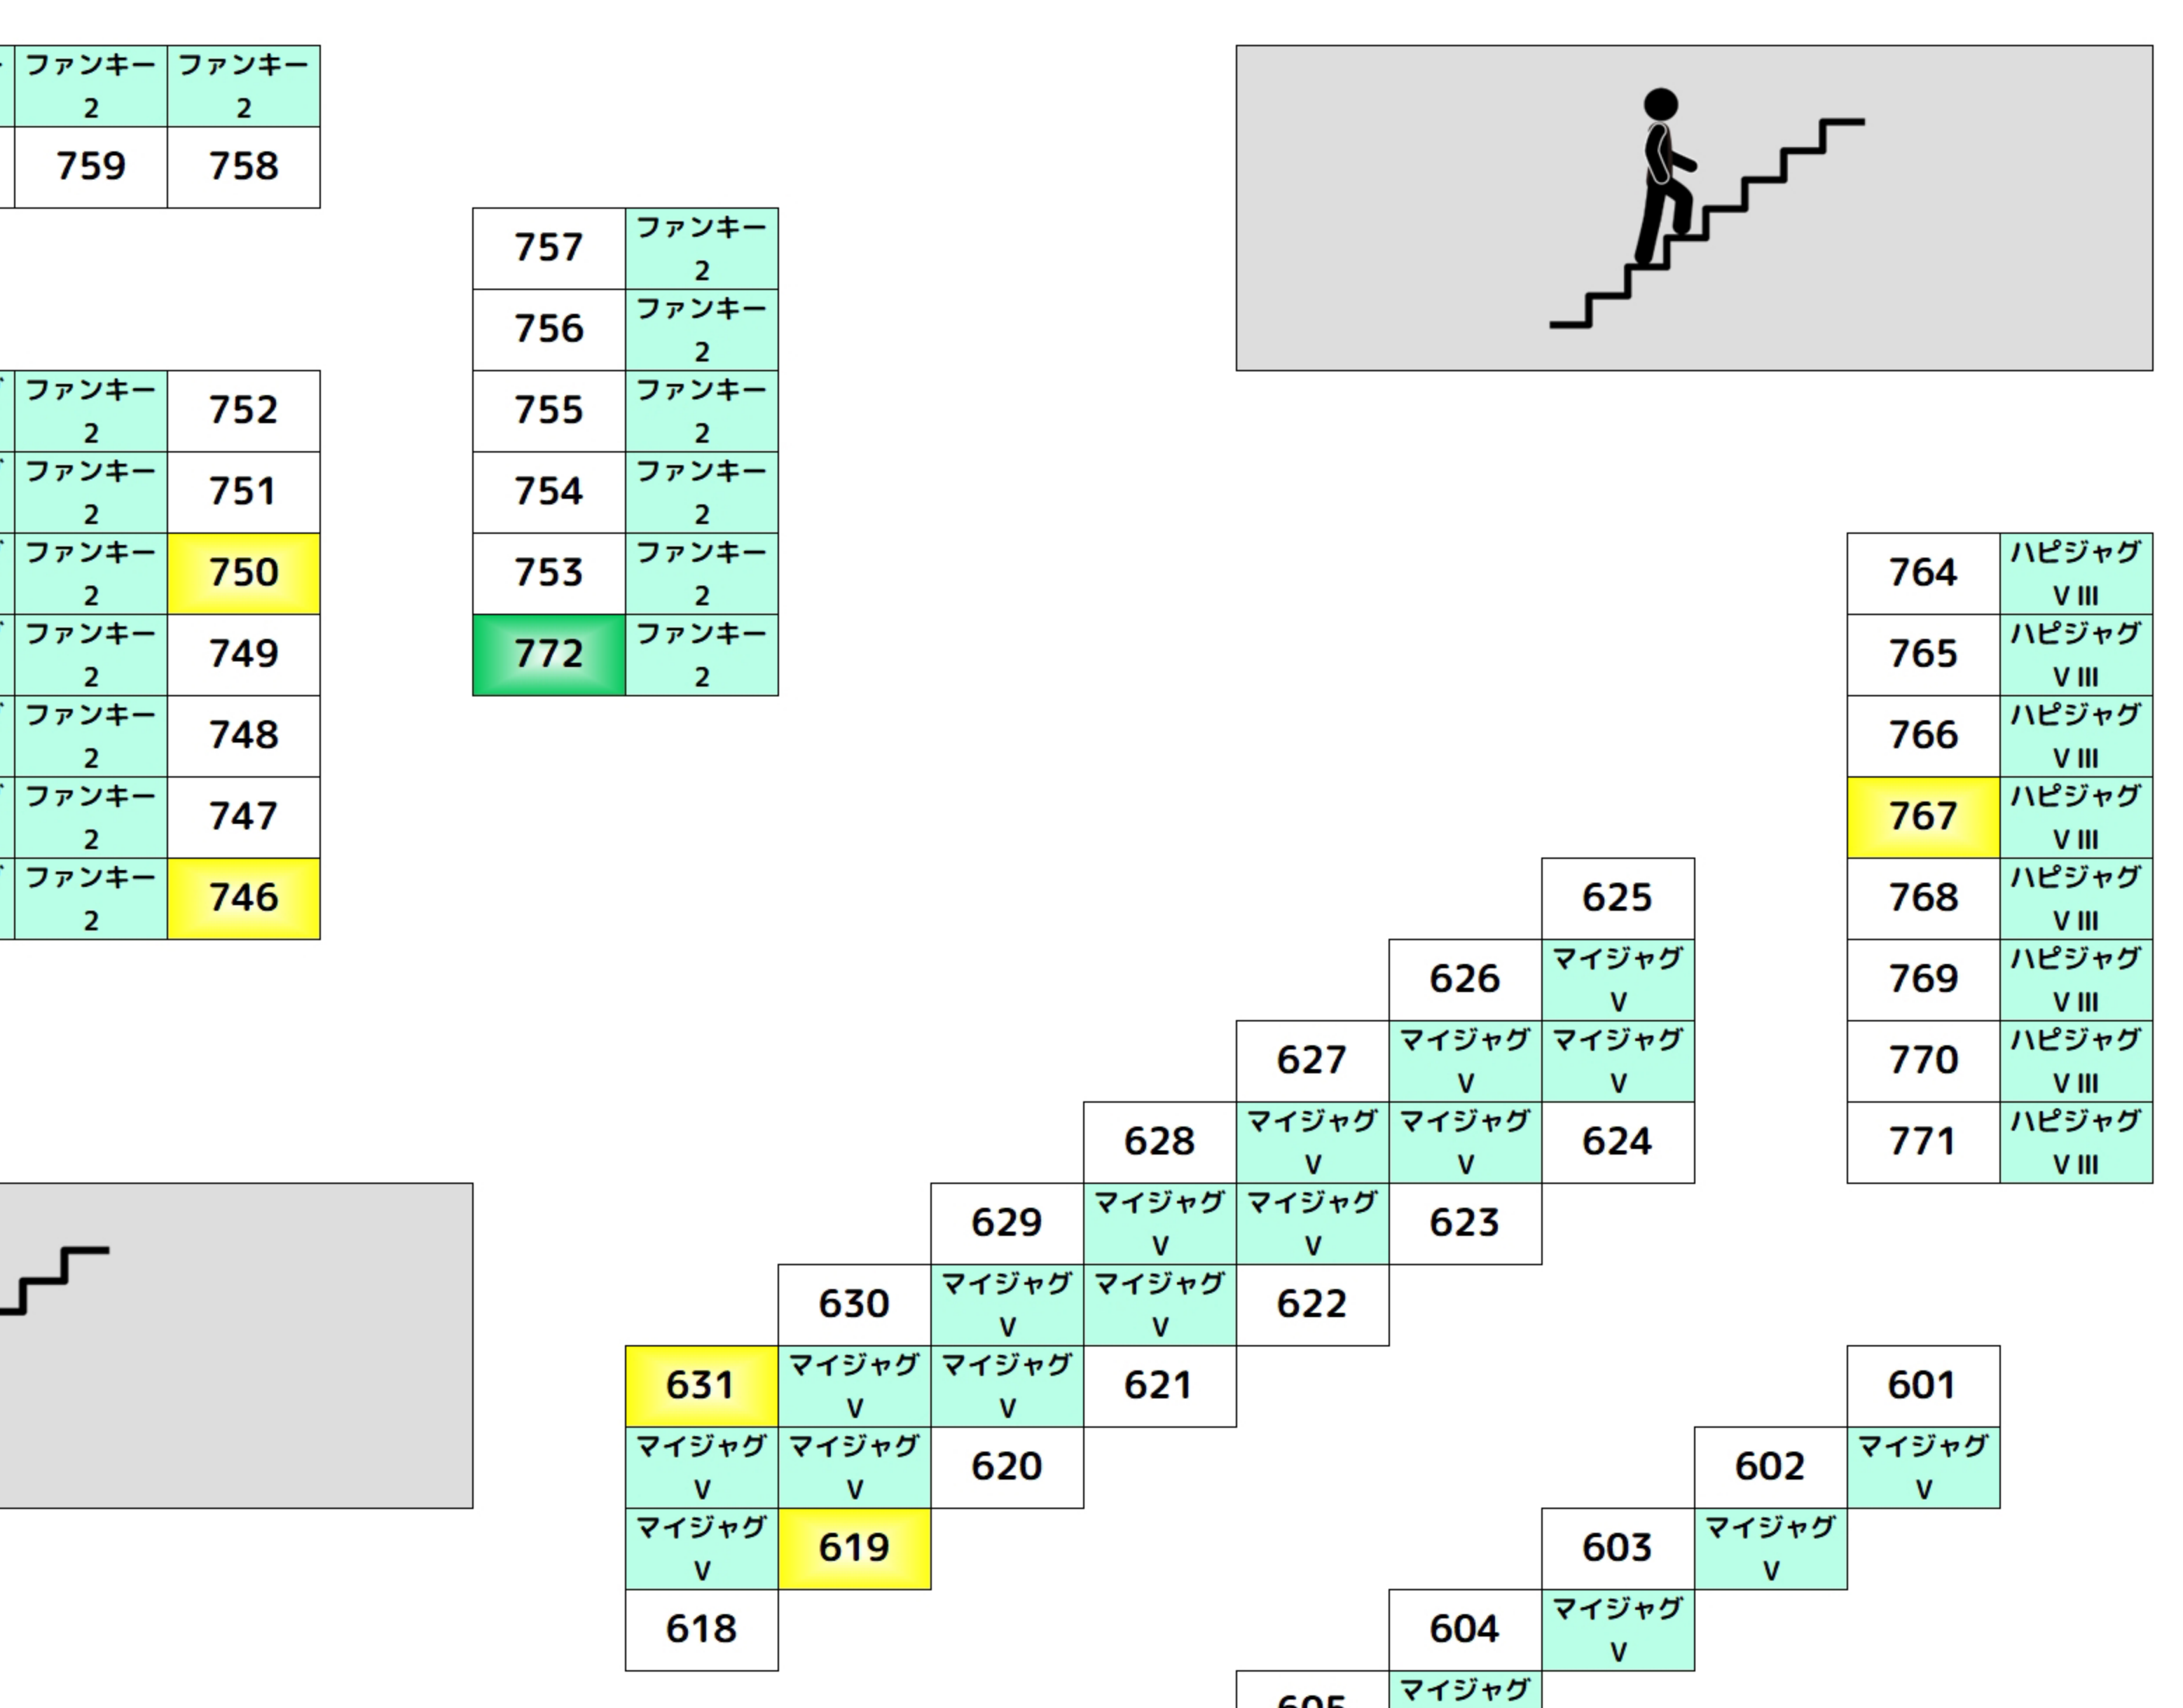 ファンキー
2
ファンキー
2
759
758
757
ファンキー
2
756
ファンキー
2
755
ファンキー
2
754
ファンキー
2
753
ファンキー
2
772
ファンキー
2
ファンキー
2
752
ファンキー
2
751
ファンキー
2
750
ファンキー
2
749
ファンキー
2
748
ファンキー
2
747
ファンキー
2
746
764
ハピジャグ
V III
765
ハピジャグ
V III
766
ハピジャグ
V III
767
ハピジャグ
V III
768
ハピジャグ
V III
769
ハピジャグ
V III
770
ハピジャグ
V III
771
ハピジャグ
V III
625
626
マイジャグ
V
627
マイジャグ
V
マイジャグ
V
628
マイジャグ
V
マイジャグ
V
624
629
マイジャグ
V
マイジャグ
V
623
630
マイジャグ
V
マイジャグ
V
622
631
マイジャグ
V
マイジャグ
V
621
マイジャグ
V
マイジャグ
V
620
マイジャグ
V
619
618
601
602
マイジャグ
V
603
マイジャグ
V
604
マイジャグ
V
605
マイジャグ